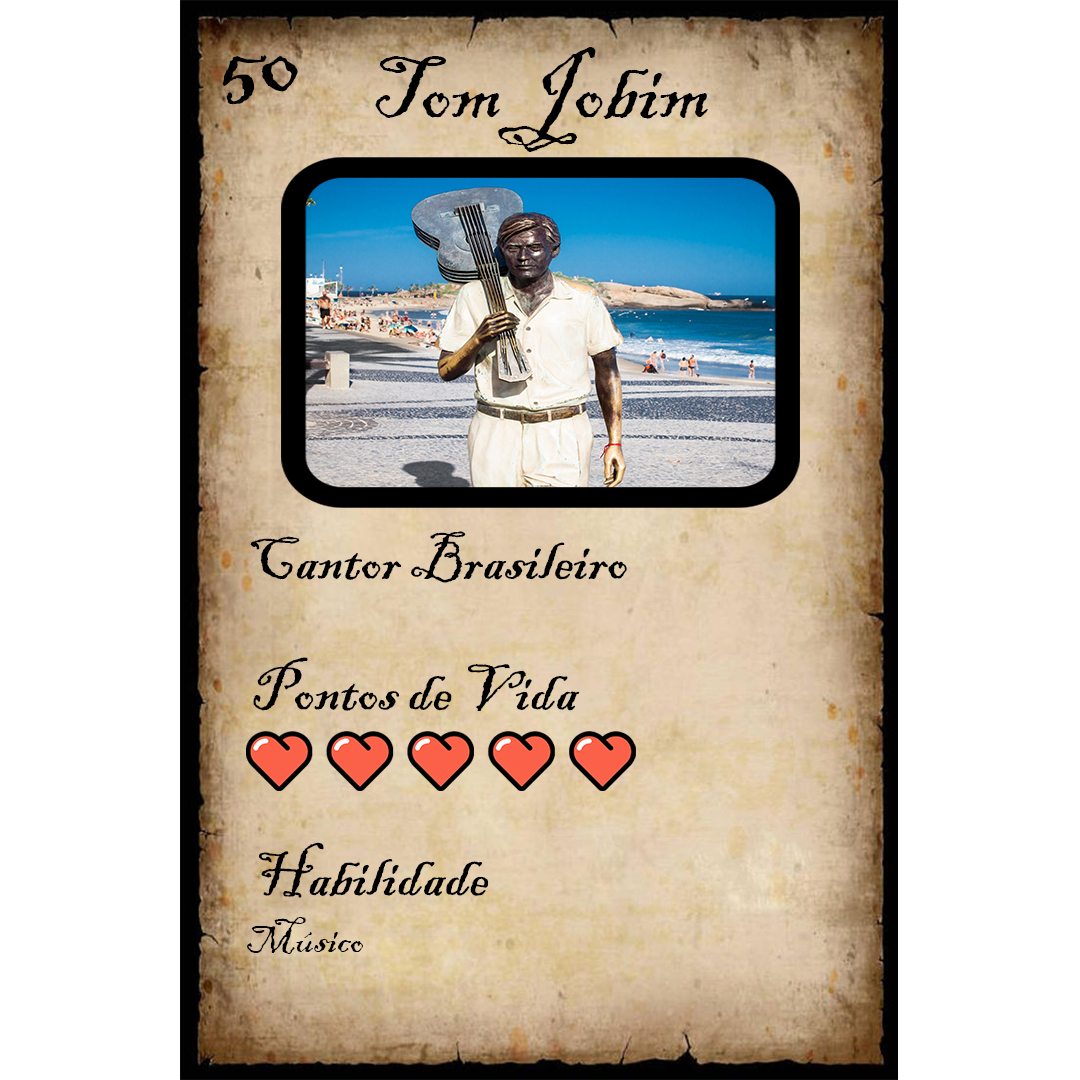 50
Tom Jobim
Cantor Brasileiro
Pontos de Vida
Habilidade
Músico